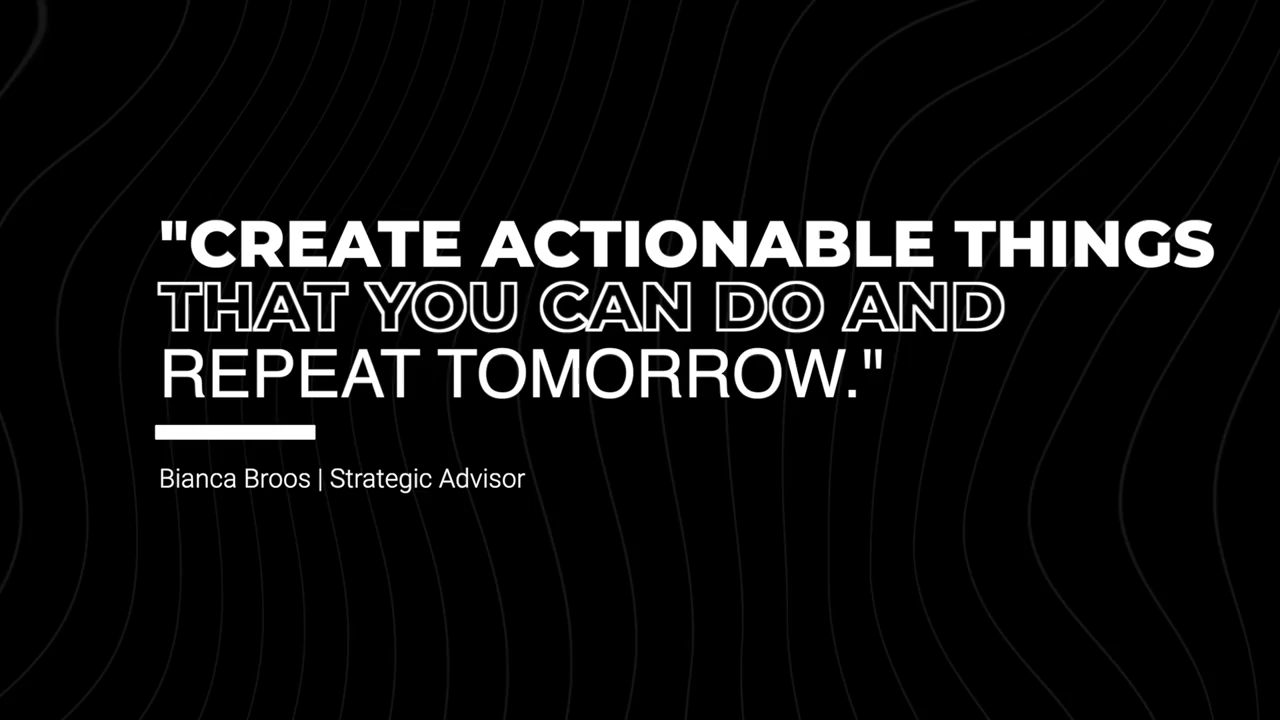 "CREATE ACTIONABLE THINGS
THAT YOU CAN DO AND
REPEAT TOMORROW."
Bianca Broos | Strategic Advisor